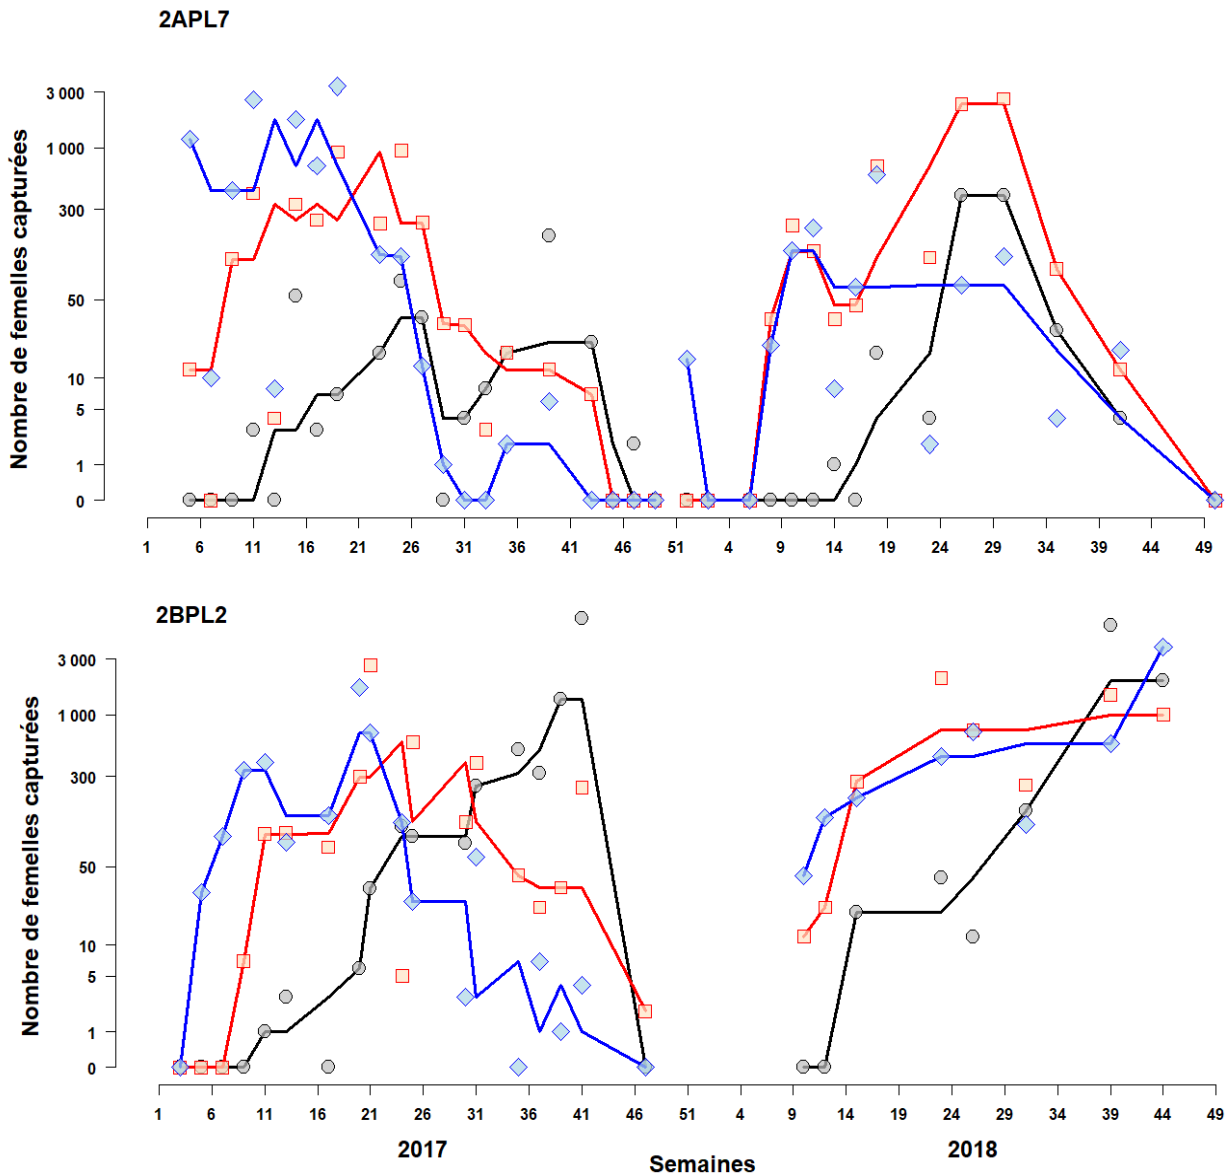 2APL7
Nombre de femelles capturées
3 000
1 000
300
50
10
5
1
0
1 6 11 16 21 26 31 36 41 46 51 4 9 14 19 24 29 34 39 44 49
2BPL2
Nombre de femelles capturées
3 000
1 000
300
50
10
5
1
0
1 6 11 16 21 26 31 36 41 46 51 4 9 14 19 24 29 34 39 44 49
2017 2018
Semaines